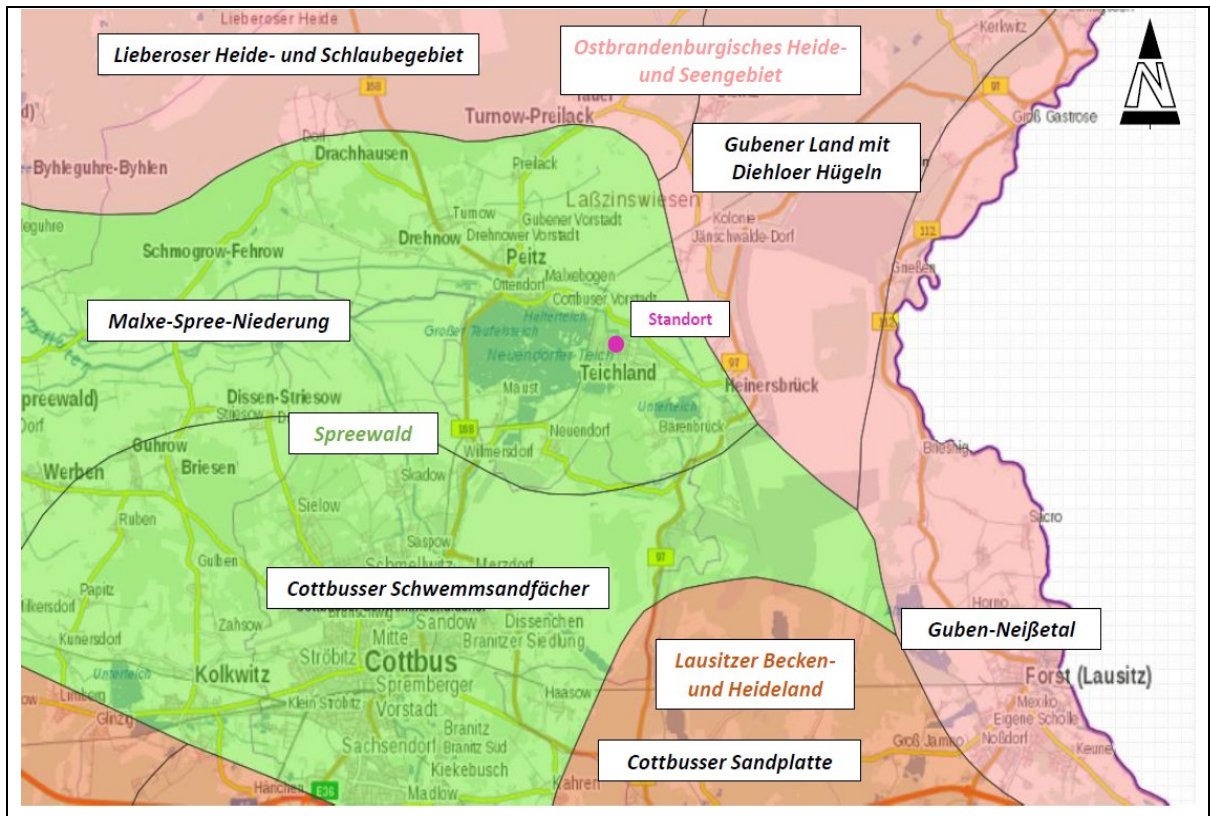 Lieberoser Heide
Kerkwitz
Lieberoser Heide- und Schlaubegebiet
Ostbrandenburgisches Heide-
und Seengebiet
N
168
97
Turnow-Preilack
Groß Gastrose
Drachhausen
Gubener Land mit
Diehloer Hügeln
Byhleguhre-Byhlen
Preilack
Laßzinswiesen
Turnow
Gubener Vorstadt
Kolonie
Jänschwalde-Dorf
112
Drehnow
Drehnower Vorstadt
Schmogrow-Fehrow
Peitz
Grießen
Malxebogen
Ottendorf
Cottbuser Vorstadt
Malxe-Spree-Niederung
Hälterteich
Standort
112
Großer Teufelsteich
Neuendorfer Teich
97
Teichland
Heinersbrück
Maust
Dissen-Striesow
Unterteich
Striesow
Bärenbrück
Spreewald
168
Neuendorf
Guhrow
Wilmersdorf
Briesnig
Werben
Briesen
Skadow
Ruben
Sielow
Sacro
Saspow
Gulben
97
Schmellwitz
Merzdorf
Papitz
Cottbusser Schwemmsandfächer
Horno
Zahsow
Sandow
Dissenchen
Guben-Neißetal
Kunersdorf
Mitte
Branitzer Siedlung
Ströbitz
Cottbus
Lausitzer Becken-
und Heideland
Unterteich
Kolkwitz
Spremberger
Vorstadt
Haasow
Forst (Lausitz)
Limberg
Klein Ströbitz
Mexiko
Glinzig
Eigene Scholle
Branitz
Groß Jamno
Noßdorf
Sachsendorf
Branitz Süd
Keune
Cottbusser Sandplatte
Kiekebusch
Hänchen
E36
Madlow
Kahren